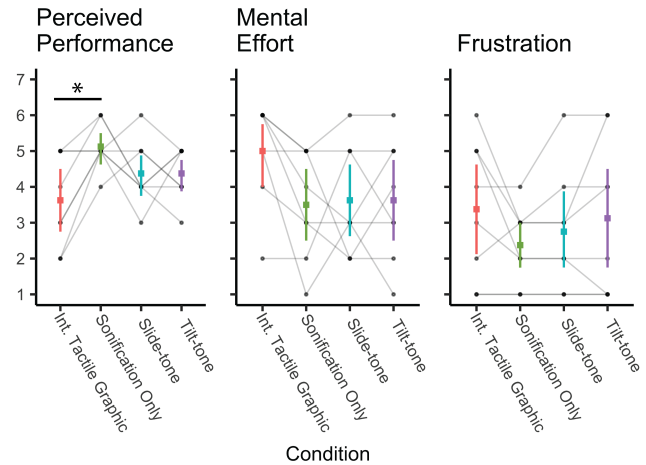 Perceived
Performance
Mental
Effort
Frustration
7
6
5
4
3
2
1
*
Int. Tactile Graphic
Sonification Only
Slide-tone
Tilt-tone
Int. Tactile Graphic
Sonification Only
Slide-tone
Tilt-tone
Int. Tactile Graphic
Sonification Only
Slide-tone
Tilt-tone
Condition